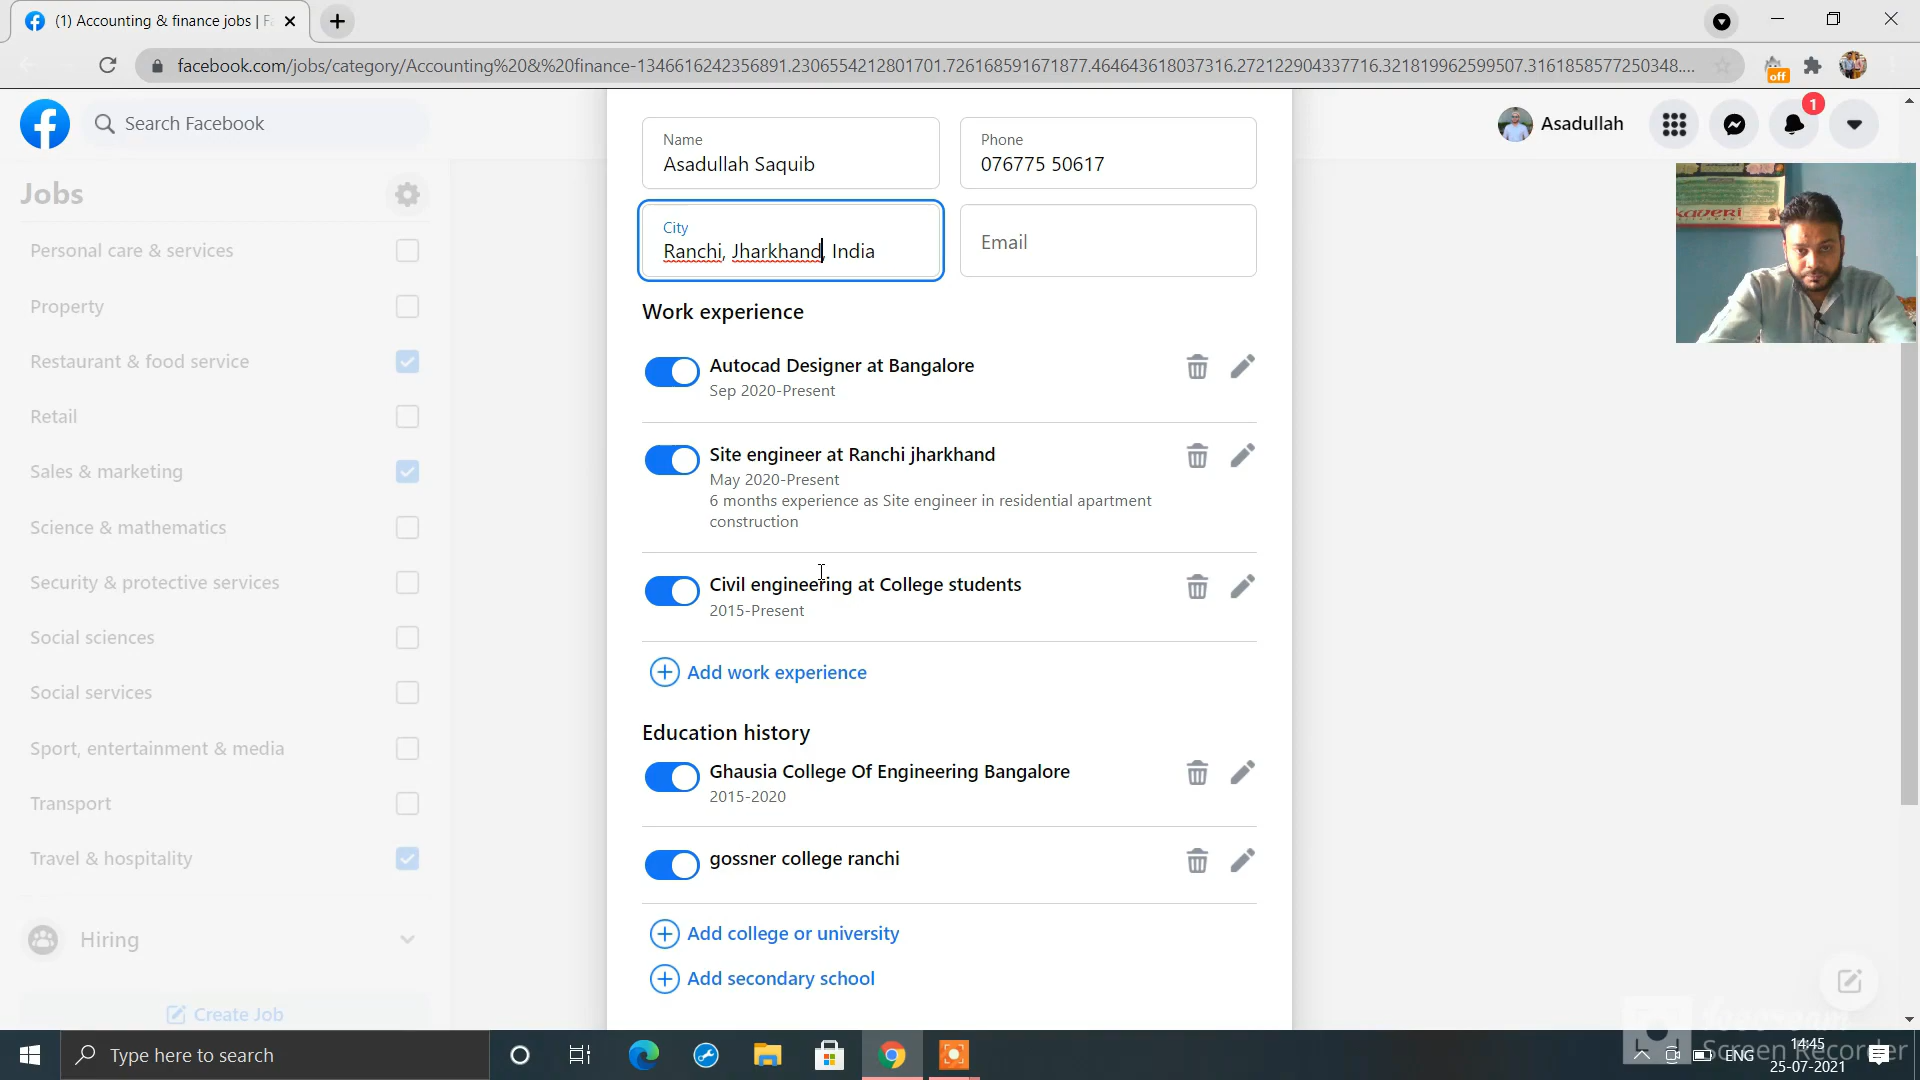 (1) Accounting & finance jobs | Fa
facebook.com/jobs/category/Accounting%20&%20finance-1346616242356891.2306554212801701.726168591671877.464643618037316.272122904337716.321819962599507.3161858577250348....
off
Search Facebook
Asadullah
1
Jobs
Personal care & services
Property
Restaurant & food service
Retail
Sales & marketing
Science & mathematics
Security & protective services
Social sciences
Social services
Sport, entertainment & media
Transport
Travel & hospitality
Hiring
Create Job
Name
Asadullah Saquib
Phone
076775 50617
City
Ranchi, Jharkhand, India
Email
Work experience
Autocad Designer at Bangalore
Sep 2020-Present
Site engineer at Ranchi jharkhand
May 2020-Present
6 months experience as Site engineer in residential apartment
construction
Civil engineering at College students
2015-Present
Add work experience
Education history
Ghausia College Of Engineering Bangalore
2015-2020
gossner college ranchi
Add college or university
Add secondary school
KAVERI
Type here to search
Screen Recorder
ENG
14:45
25-07-2021